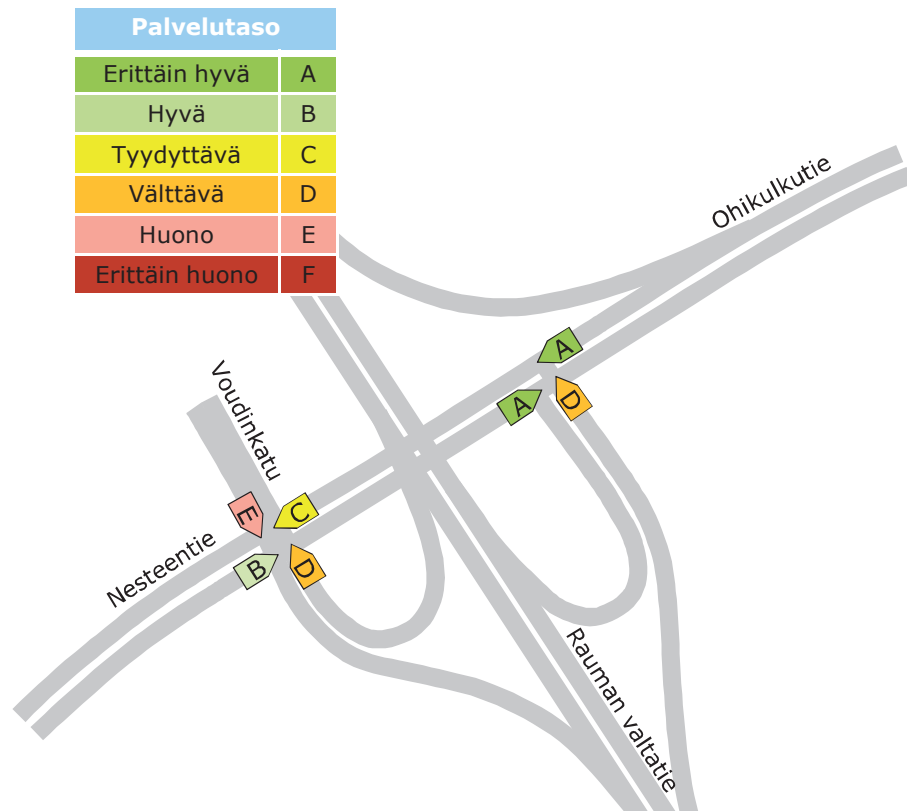 Palvelutaso
Erittäin hyvä A
Hyvä B
Tyydyttävä C
Välttävä D
Huono E
Erittäin huono F
Ohikulkutie
A
A
D
Voudinkatu
E
C
B
D
Nesteentie
Rauman valtatie